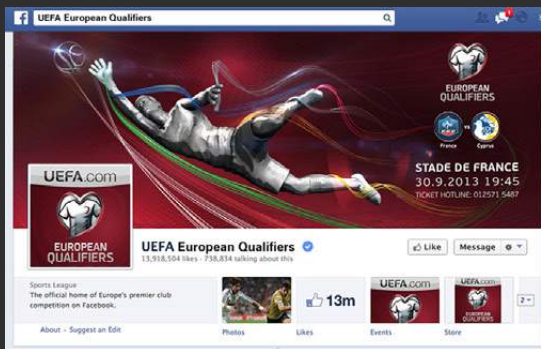 UEFA European Qualifiers
EUROPEAN
QUALIFIERS
France
vs
Cyprus
STADE DE FRANCE
30.9.2013 19:45
TICKET HOTLINE: 012571 5487
UEFA.com
EUROPEAN
QUALIFIERS
UEFA European Qualifiers
13,918,504 likes · 738,834 talking about this
Like
Message
Sports League
The official home of Europe's premier club
competition on Facebook.
About – Suggest an Edit
Photos
13m
Likes
UEFA.com
Events
UEFA.com
EUROPEAN
QUALIFIERS
Store
2